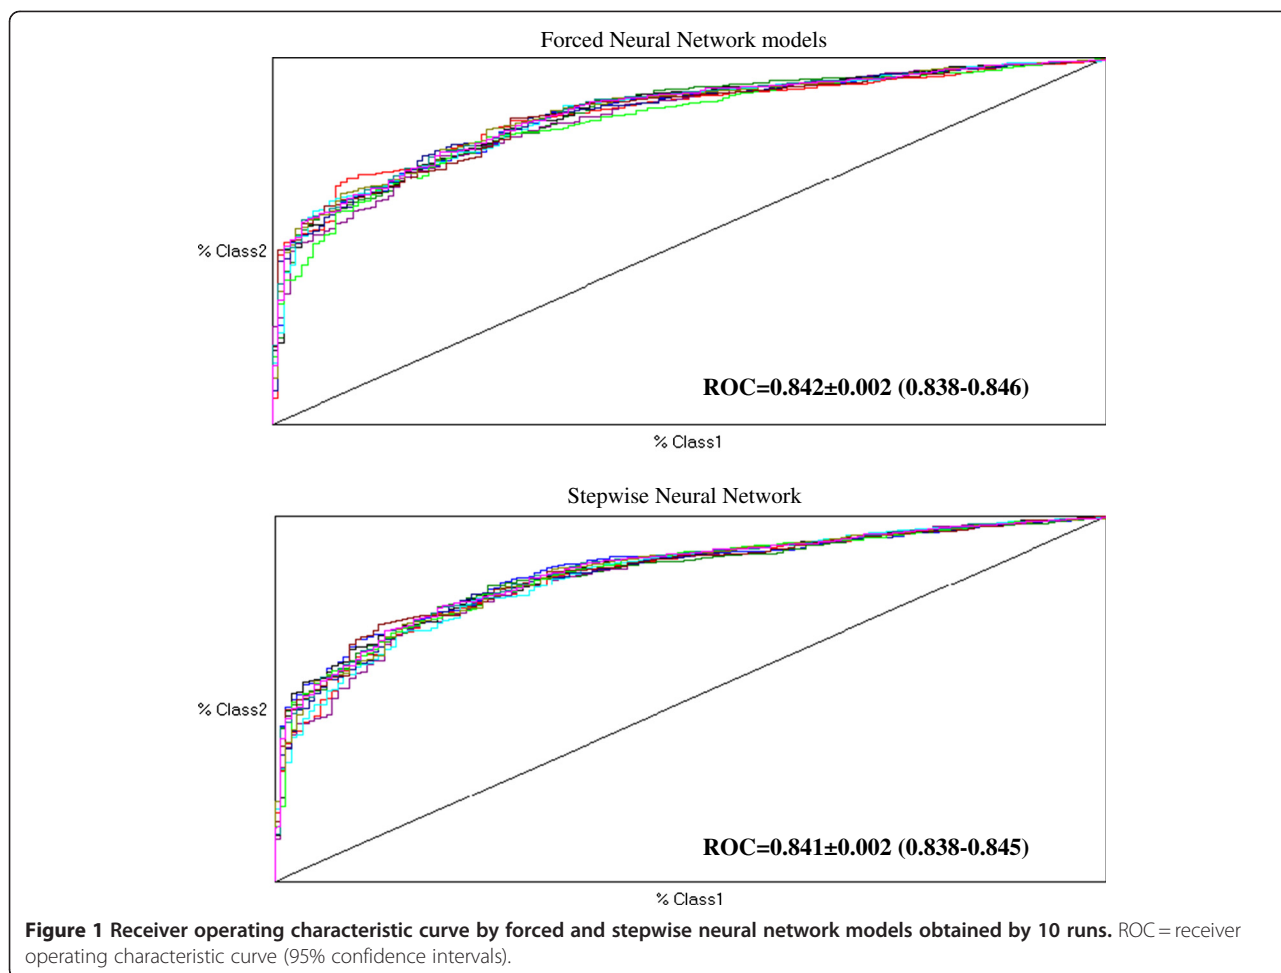 Forced Neural Network models
% Class2
ROC=0.842±0.002 (0.838-0.846)
% Class1
Stepwise Neural Network
% Class2
ROC=0.841±0.002 (0.838-0.845)
% Class1
Figure 1 Receiver operating characteristic curve by forced and stepwise neural network models obtained by 10 runs. ROC = receiver
operating characteristic curve (95% confidence intervals).